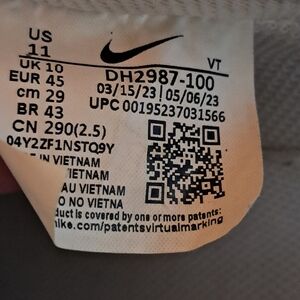 US
11
UK 10
EUR 45
cm 29
BR 43
CN 290(2.5)
VT
DH2987-100
03/15/23 05/06/23
UPC 00195237031566
04Y2ZF1NSTQ9Y
E IN VIETNAM
VIETNAM
AU VIETNAM
O NO VIETNAM
duct is covered by one or more patents:
ike.com/patentsvirtualmarking